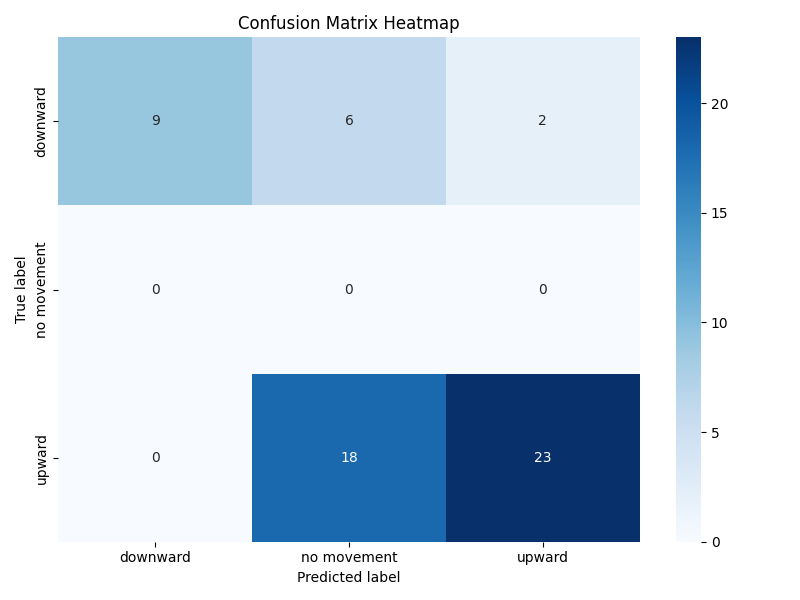 Confusion Matrix Heatmap
True label
downward
9 6 2
no movement
0 0 0
upward
0 18 23
downward no movement upward
Predicted label
20
15
10
5
0